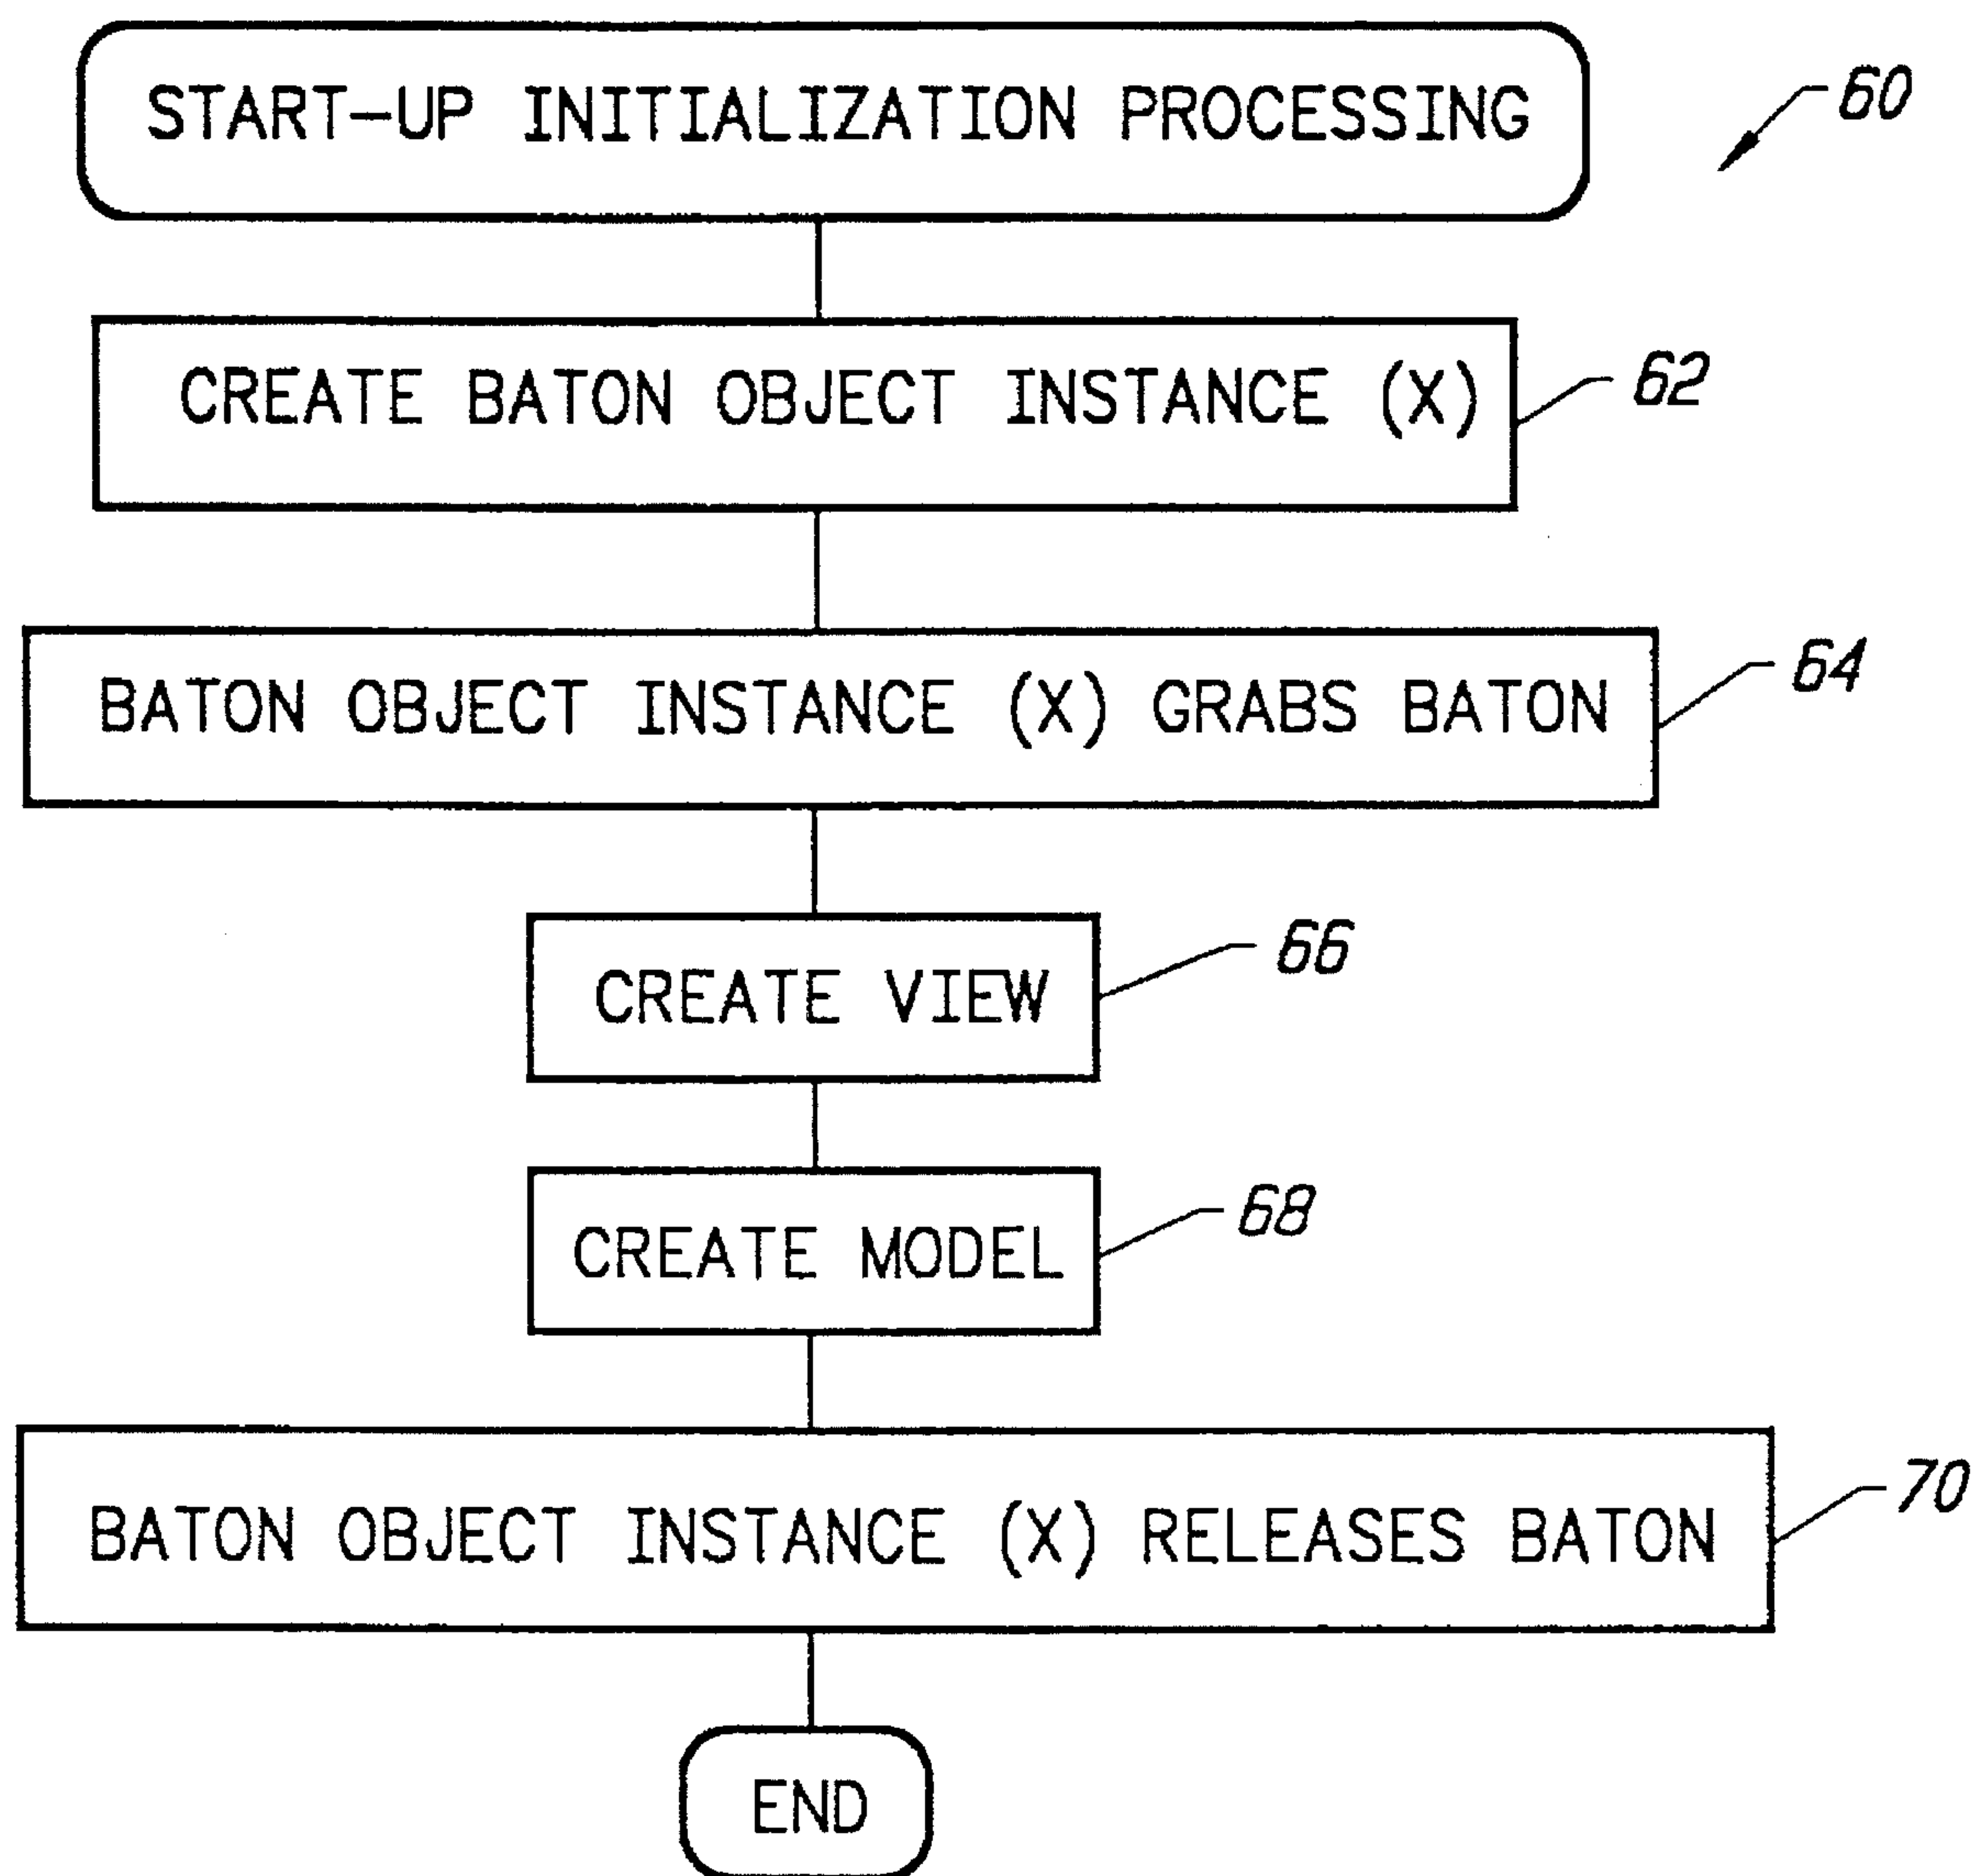 START-UP INITIALIZATION PROCESSING
60
CREATE BATON OBJECT INSTANCE (X)
62
BATON OBJECT INSTANCE (X) GRABS BATON
64
CREATE VIEW
66
CREATE MODEL
68
BATON OBJECT INSTANCE (X) RELEASES BATON
70
END